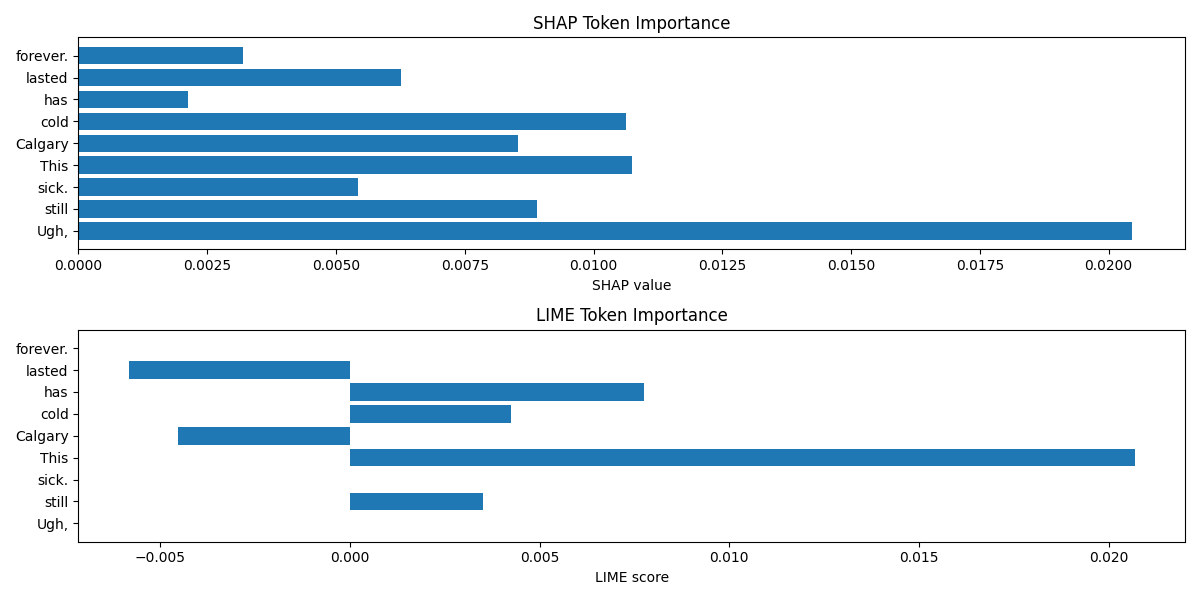 SHAP Token Importance
forever.
lasted
has
cold
Calgary
This
sick.
still
Ugh,
0.0000 0.0025 0.0050 0.0075 0.0100 0.0125 0.0150 0.0175 0.0200
SHAP value
LIME Token Importance
forever.
lasted
has
cold
Calgary
This
sick.
still
Ugh,
−0.005 0.000 0.005 0.010 0.015 0.020
LIME score